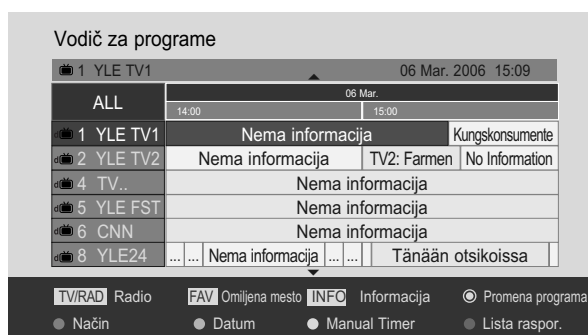 Vodič za programe
1 YLE TV1 06 Mar. 2006 15:09
ALL 06 Mar.
14:00 15:00
1 YLE TV1 Nema informacija Kungskonsumente
2 YLE TV2 Nema informacija TV2: Farmen No Information
4 TV.. Nema informacija
5 YLE FST Nema informacija
6 CNN Nema informacija
8 YLE24 ... ... Nema informacija ... ... Tänään otsikoissa
TV/RAD Radio FAV Omiljena mesto INFO Informacija Promena programa
Način Datum Manual Timer Lista raspor.